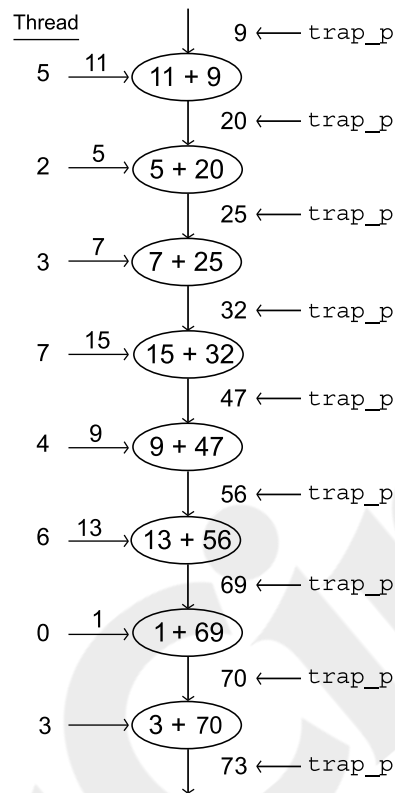 Thread
9 trap_p
5 11 11 + 9
20 trap_p
2 5 5 + 20
25 trap_p
3 7 7 + 25
32 trap_p
7 15 15 + 32
47 trap_p
4 9 9 + 47
56 trap_p
6 13 13 + 56
69 trap_p
0 1 1 + 69
70 trap_p
3 3 + 70
73 trap_p